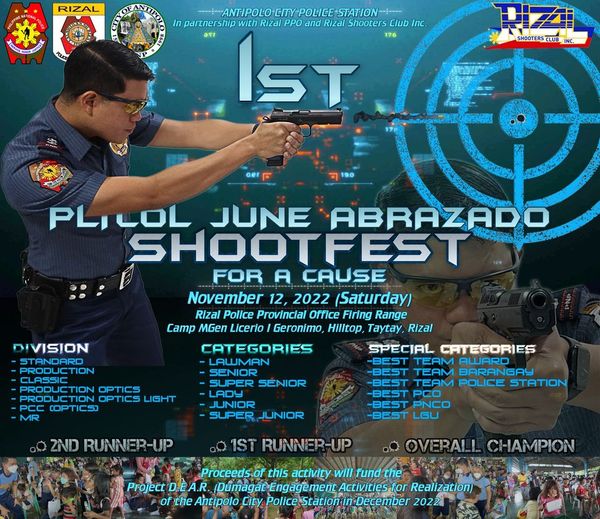 ANTIPOLO CITY POLICE STATION
In partnership with Rizal PPO and Rizal Shooters Club Inc.
RIZAL
CITY OF ANTIPOLO
RIZAL
SHOOTERS CLUB, INC.
1ST
PLTCOL JUNE ABRAZADO
SHOOTFEST
FOR A CAUSE
November 12, 2022 (Saturday)
Rizal Police Provincial Office Firing Range
Camp MGen Licerio I Geronimo, Hilltop, Taytay, Rizal
DIVISION
- STANDARD
- PRODUCTION
- CLASSIC
- PRODUCTION OPTICS
- PRODUCTION OPTICS LIGHT
- PCC (OPTICS)
- MR
CATEGORIES
- LAWMAN
- SENIOR
- SUPER SENIOR
- LADY
- JUNIOR
- SUPER JUNIOR
SPECIAL CATEGORIES
-BEST TEAM AWARD
-BEST TEAM BARANGAY
-BEST TEAM POLICE STATION
-BEST PCO
-BEST PNCO
-BEST LGU
2ND RUNNER-UP
1ST RUNNER-UP
OVERALL CHAMPION
Proceeds of this activity will fund the
Project D.E.A.R. (Dumagat Engagement Activities for Realization)
of the Antipolo City Police Station in December 2022